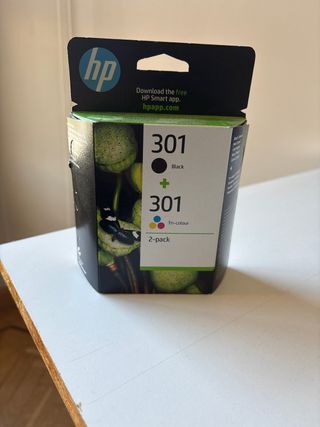 hp
Download the free
HP Smart app.
hpapp.com
301
Black
+
301
Tri-colour
2-pack